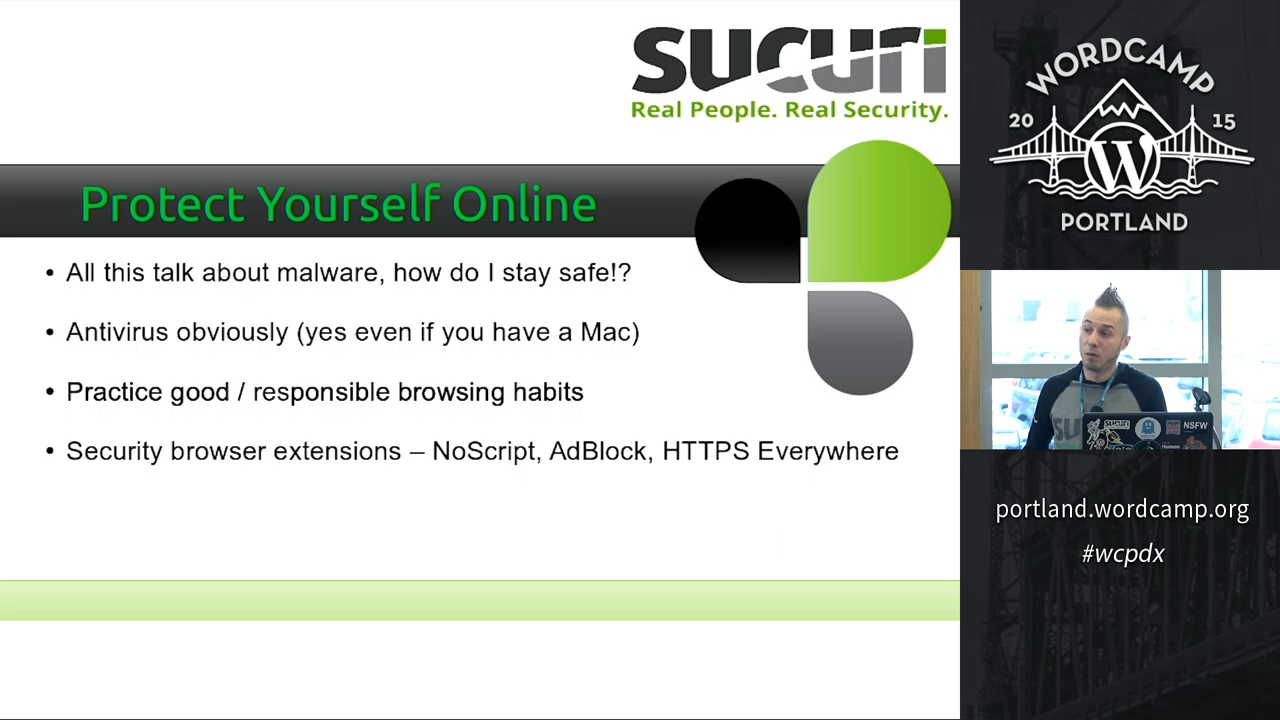 sucuri
Real People. Real Security.
Protect Yourself Online
• All this talk about malware, how do I stay safe!?
• Antivirus obviously (yes even if you have a Mac)
• Practice good / responsible browsing habits
• Security browser extensions – NoScript, AdBlock, HTTPS Everywhere
WORDCAMP
20 15
W
PORTLAND
SUCURI
NSFW
portland.wordcamp.org
#wcpdx